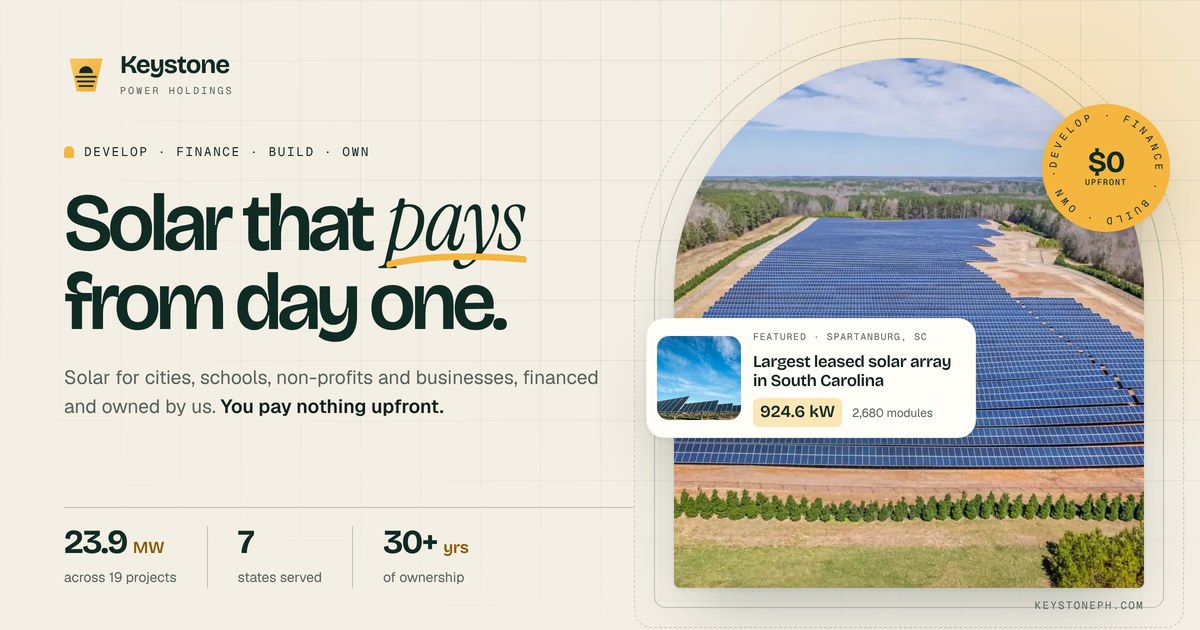 Keystone
POWER HOLDINGS
DEVELOP · FINANCE · BUILD · OWN
Solar that pays
from day one.
Solar for cities, schools, non-profits and businesses, financed
and owned by us. You pay nothing upfront.
23.9 MW
across 19 projects
7
states served
30+ yrs
of ownership
DEVELOP · FINANCE · BUILD · OWN ·
$0
UPFRONT
FEATURED · SPARTANBURG, SC
Largest leased solar array
in South Carolina
924.6 kW 2,680 modules
KEYSTONEPH.COM